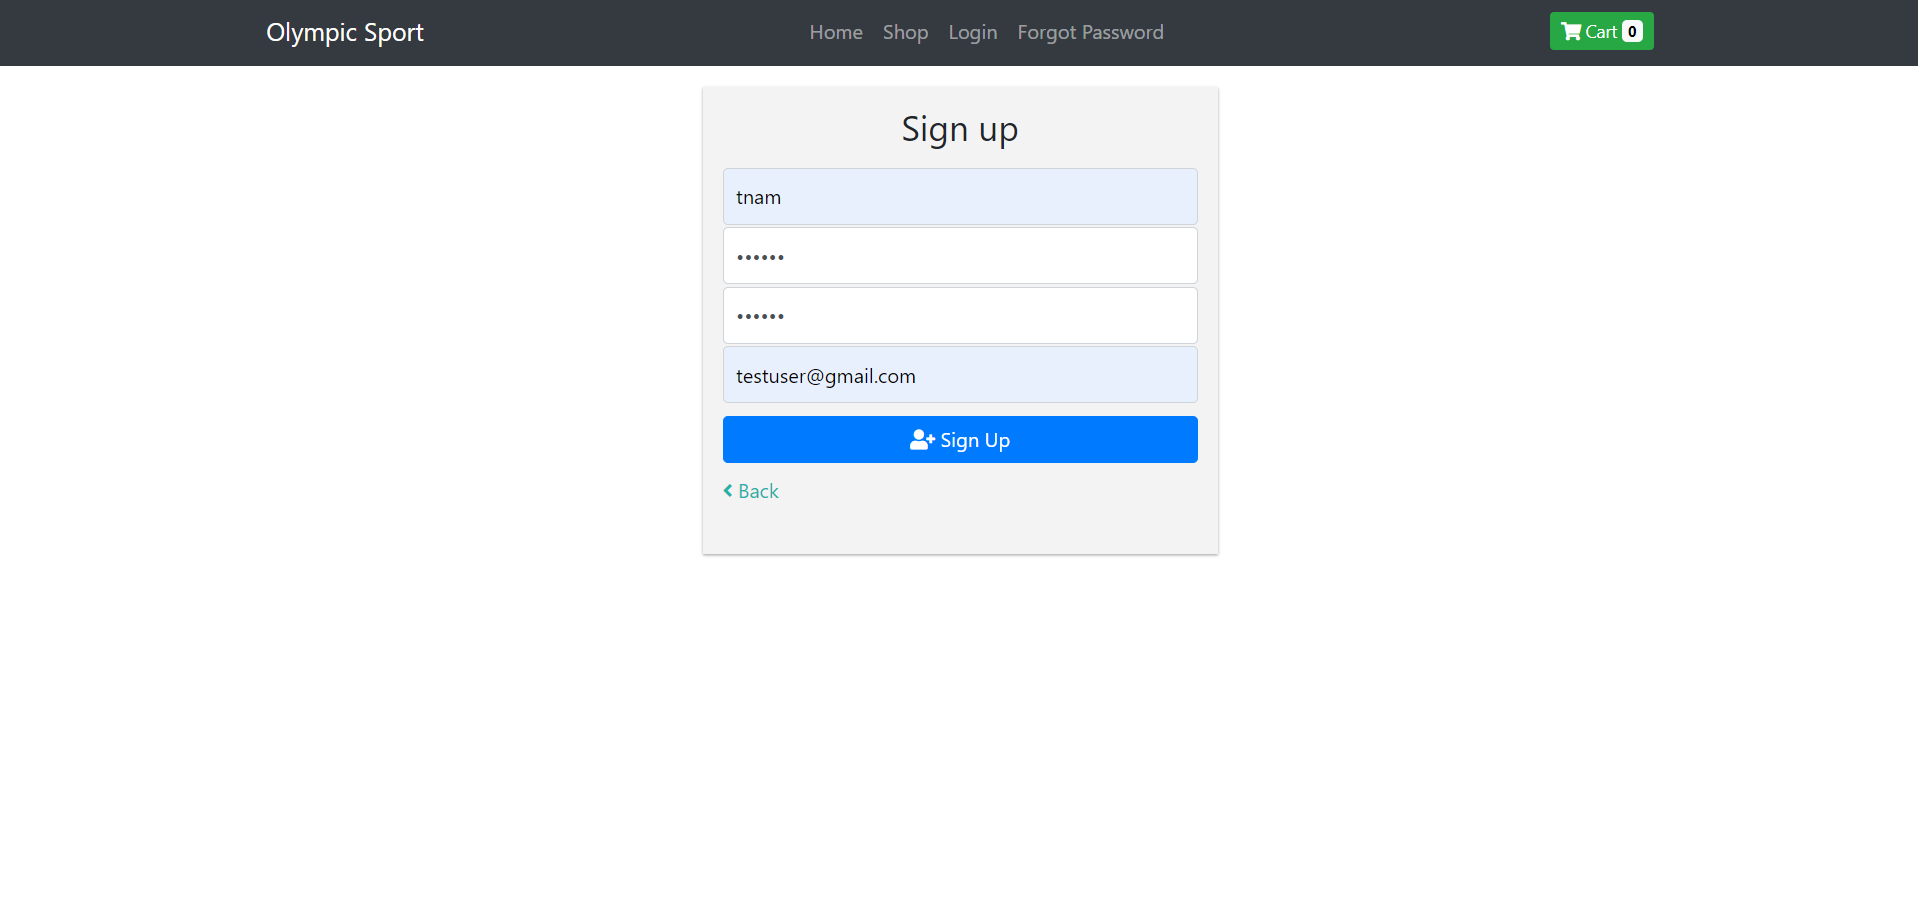 Olympic Sport Home Shop Login Forgot Password Cart 0
Sign up
tnam
••••••
••••••
testuser@gmail.com
Sign Up
Back